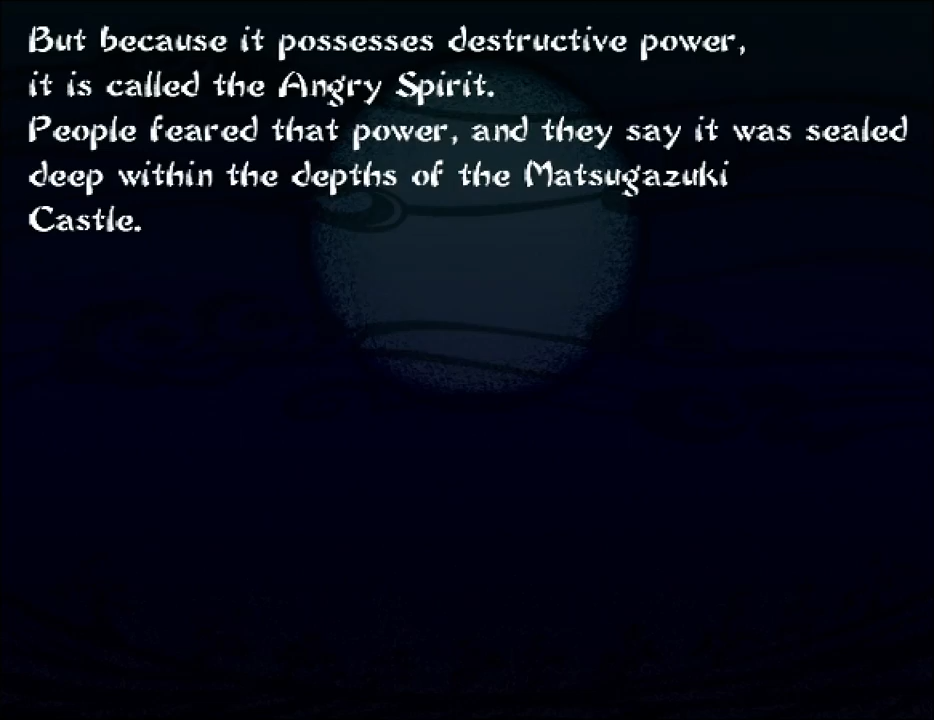 But because it possesses destructive power,
it is called the Angry Spirit.
People feared that power, and they say it was sealed
deep within the depths of the Matsugazuki
Castle.